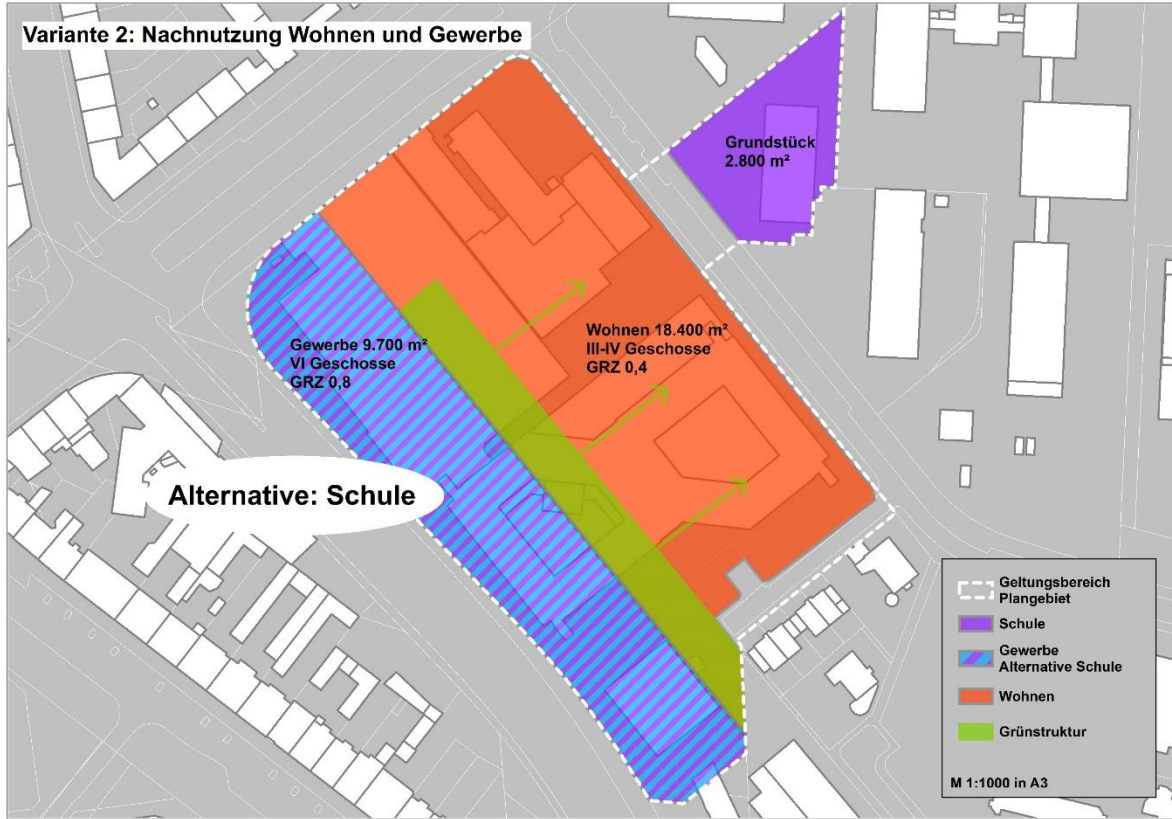 Variante 2: Nachnutzung Wohnen und Gewerbe
Grundstück
2.800 m²
Wohnen 18.400 m²
III-IV Geschosse
GRZ 0,4
Gewerbe 9.700 m²
VI Geschosse
GRZ 0,8
Alternative: Schule
Geltungsbereich
Plangebiet
Schule
Gewerbe
Alternative Schule
Wohnen
Grünstruktur
M 1:1000 in A3